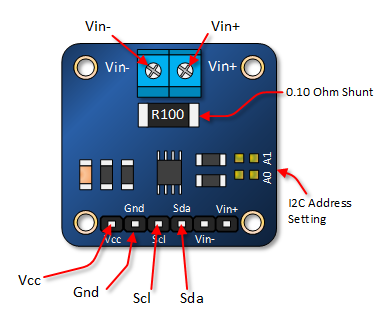 Vin- Vin+
Vin- Vin+
R100 0.10 Ohm Shunt
A1
A0
I2C Address
Setting
Gnd Sda Vin+
Vcc Scl Vin-
Vcc Gnd Scl Sda